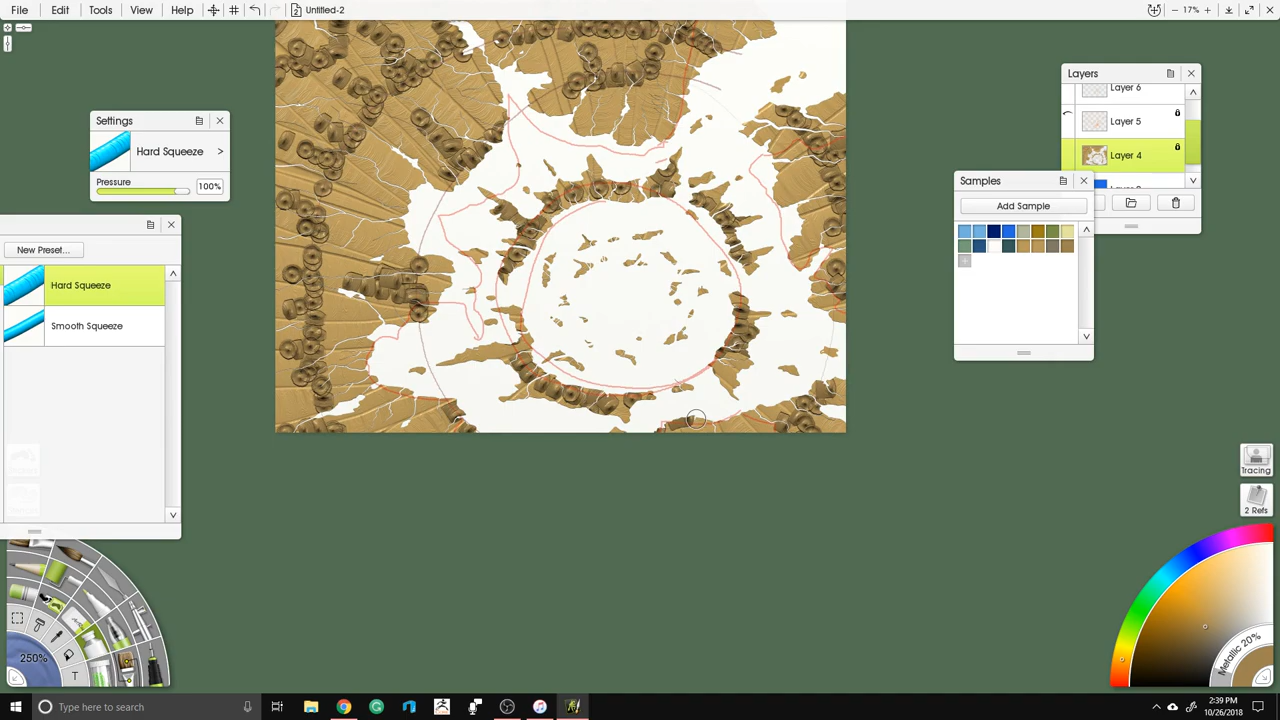 File Edit Tools View Help Untitled-2 17%
Layers
Layer 6
Settings
Layer 5
Hard Squeeze >
Layer 4
Samples
Pressure 100%
Add Sample
New Preset...
Hard Squeeze
Smooth Squeeze
Tracing
2 Refs
250%
Metallic 20%
T
Type here to search
2:39 PM
10/26/2018